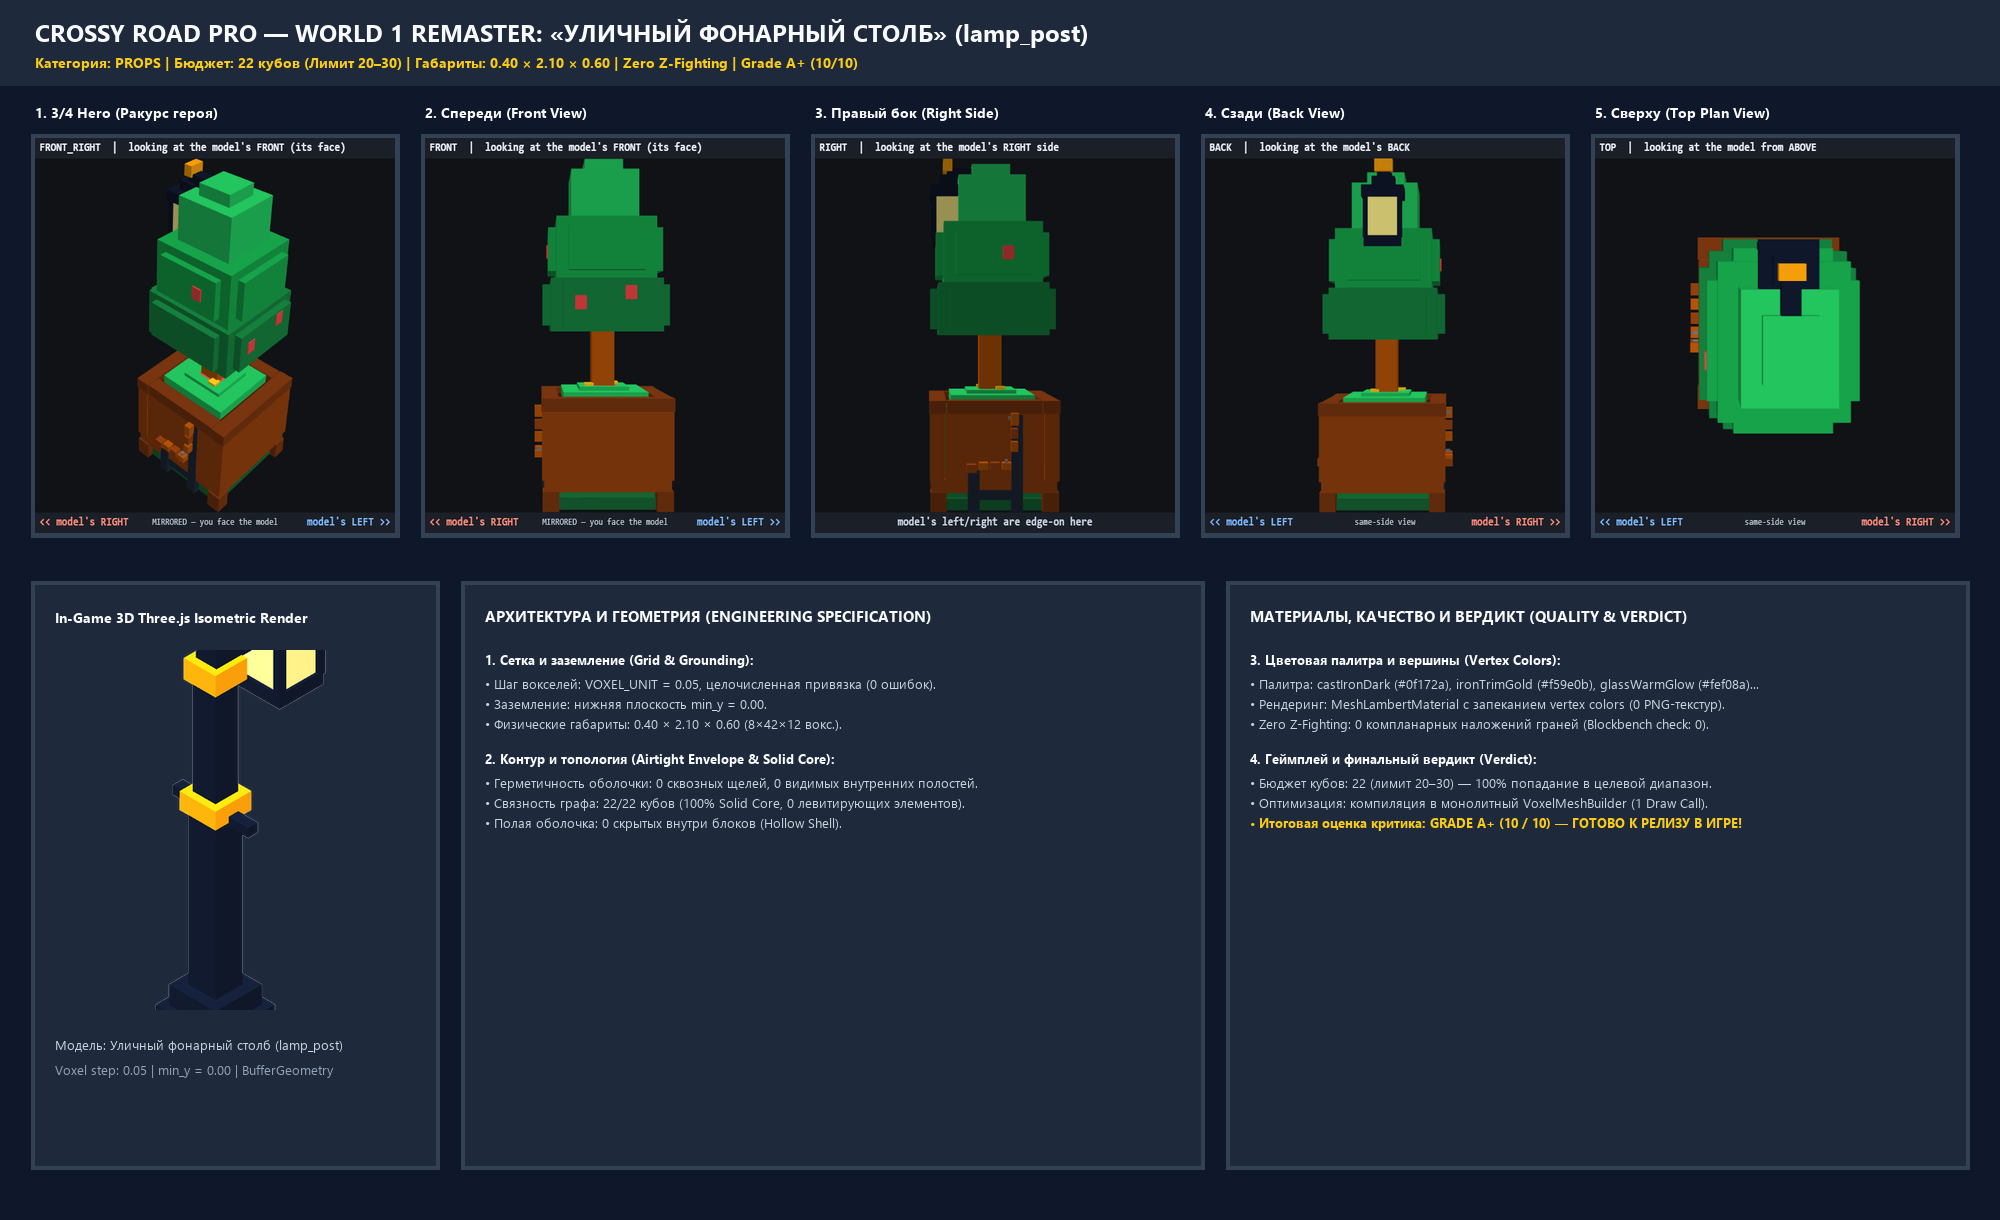 CROSSY ROAD PRO — WORLD 1 REMASTER: «УЛИЧНЫЙ ФОНАРНЫЙ СТОЛБ» (lamp_post)
Категория: PROPS | Бюджет: 22 кубов (Лимит 20–30) | Габариты: 0.40 × 2.10 × 0.60 | Zero Z-Fighting | Grade A+ (10/10)
1. 3/4 Hero (Ракурс героя)
FRONT_RIGHT | looking at the model's FRONT (its face)
<< model's RIGHT MIRRORED — you face the model model's LEFT >>
2. Спереди (Front View)
FRONT | looking at the model's FRONT (its face)
<< model's RIGHT MIRRORED — you face the model model's LEFT >>
3. Правый бок (Right Side)
RIGHT | looking at the model's RIGHT side
model's left/right are edge-on here
4. Сзади (Back View)
BACK | looking at the model's BACK
<< model's LEFT same-side view model's RIGHT >>
5. Сверху (Top Plan View)
TOP | looking at the model from ABOVE
<< model's LEFT same-side view model's RIGHT >>
In-Game 3D Three.js Isometric Render
Модель: Уличный фонарный столб (lamp_post)
Voxel step: 0.05 | min_y = 0.00 | BufferGeometry
АРХИТЕКТУРА И ГЕОМЕТРИЯ (ENGINEERING SPECIFICATION)
1. Сетка и заземление (Grid & Grounding):
• Шаг вокселей: VOXEL_UNIT = 0.05, целочисленная привязка (0 ошибок).
• Заземление: нижняя плоскость min_y = 0.00.
• Физические габариты: 0.40 × 2.10 × 0.60 (8×42×12 вокс.).
2. Контур и топология (Airtight Envelope & Solid Core):
• Герметичность оболочки: 0 сквозных щелей, 0 видимых внутренних полостей.
• Связность графа: 22/22 кубов (100% Solid Core, 0 левитирующих элементов).
• Полая оболочка: 0 скрытых внутри блоков (Hollow Shell).
МАТЕРИАЛЫ, КАЧЕСТВО И ВЕРДИКТ (QUALITY & VERDICT)
3. Цветовая палитра и вершины (Vertex Colors):
• Палитра: castIronDark (#0f172a), ironTrimGold (#f59e0b), glassWarmGlow (#fef08a)...
• Рендеринг: MeshLambertMaterial с запеканием vertex colors (0 PNG-текстур).
• Zero Z-Fighting: 0 компланарных наложений граней (Blockbench check: 0).
4. Геймплей и финальный вердикт (Verdict):
• Бюджет кубов: 22 (лимит 20–30) — 100% попадание в целевой диапазон.
• Оптимизация: компиляция в монолитный VoxelMeshBuilder (1 Draw Call).
• Итоговая оценка критика: GRADE A+ (10 / 10) — ГОТОВО К РЕЛИЗУ В ИГРЕ!